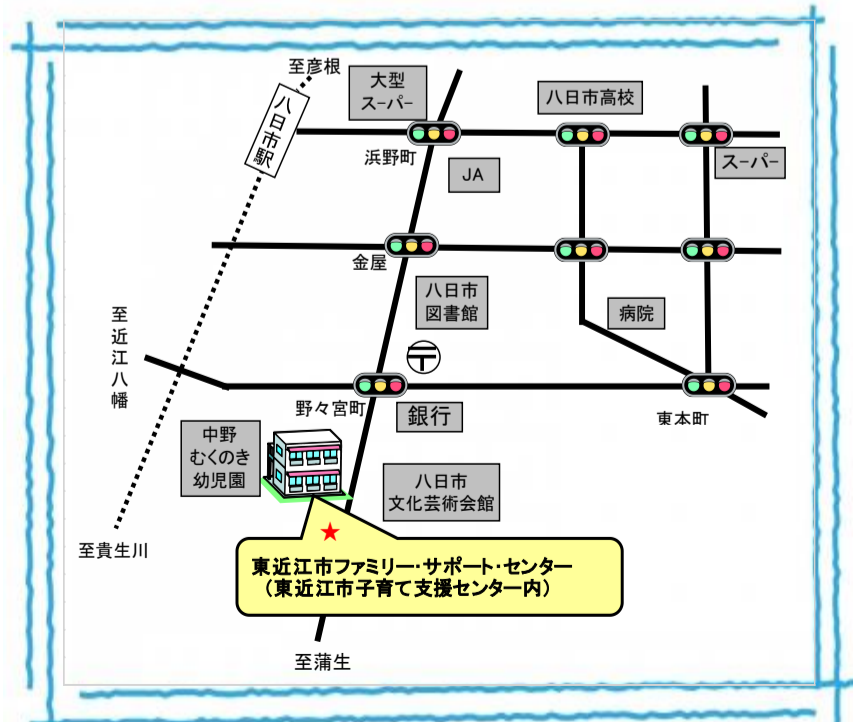 至彦根
八日市駅
大型
スーパー
八日市高校
浜野町
JA
スーパー
金屋
八日市
図書館
病院
至近江八幡
〒
野々宮町
銀行
東本町
中野
むくのき
幼児園
八日市
文化芸術会館
至貴生川
東近江市ファミリー・サポート・センター
(東近江市子育て支援センター内)
至蒲生